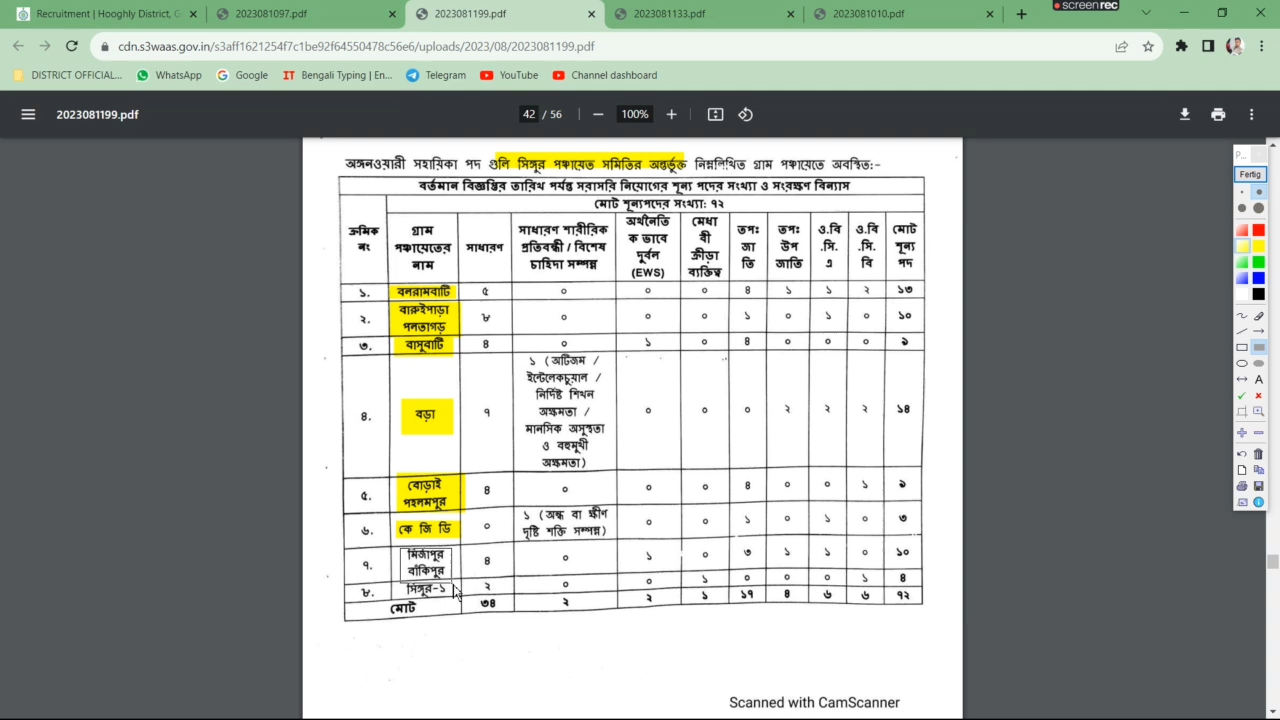 Recruitment | Hooghly District, G
2023081097.pdf
2023081199.pdf
2023081133.pdf
2023081010.pdf
screenrec
cdn.s3waas.gov.in/s3aff1621254f7c1be92f64550478c56e6/uploads/2023/08/2023081199.pdf
DISTRICT OFFICIAL...
WhatsApp
Google
IT Bengali Typing | En...
Telegram
YouTube
Channel dashboard
2023081199.pdf
42 / 56
100%
P...
Fertig
অঙ্গনওয়ারী সহায়িকা পদ গুলি সিঙ্গুর পঞ্চায়েত সমিতির অন্তর্ভুক্ত নিম্নলিখিত গ্রাম পঞ্চায়েতে অবস্থিত:-
বর্তমান বিজ্ঞপ্তির তারিখ পর্যন্ত সরাসরি নিয়োগের শূন্য পদের সংখ্যা ও সংরক্ষণ বিন্যাস
মোট শূন্যপদের সংখ্যা: ৭২
ক্রমিক নং
গ্রাম পঞ্চায়েতের নাম
সাধারণ
সাধারণ শারীরিক প্রতিবন্ধী / বিশেষ চাহিদা সম্পন্ন
অর্থনৈতি ক ভাবে দুর্বল (EWS)
মেধা বী ক্রীড়া ব্যক্তিত্ব
তপঃ জা তি
তপঃ উপ জাতি
ও.বি .সি. এ
ও.বি .সি. বি
মোট শূন্য পদ
১. বলরামবাটি ৫ ০ ০ ০ ৪ ১ ১ ২ ১৩
২. বারুইপাড়া পলতাগড় ৮ ০ ০ ০ ১ ০ ১ ০ ১০
৩. বাসুবাটি ৪ ০ ১ ০ ৪ ০ ০ ০ ৯
৪. বড়া ৭ ১ (অটিজম / ইন্টেলেকচুয়াল / নির্দিষ্ট শিখন অক্ষমতা / মানসিক অসুস্থতা ও বহুমুখী অক্ষমতা) ০ ০ ০ ২ ২ ২ ১৪
৫. বোড়াই পহলমপুর ৪ ০ ০ ০ ৪ ০ ০ ১ ৯
৬. কে জি ডি ০ ১ (অন্ধ বা ক্ষীণ দৃষ্টি শক্তি সম্পন্ন) ০ ০ ১ ০ ১ ০ ৩
৭. মির্জাপুর বাঁকিপুর ৪ ০ ১ ০ ৩ ১ ১ ০ ১০
৮. সিঙ্গুর-১ ২ ০ ০ ১ ০ ০ ০ ১ ৪
মোট ৩৪ ২ ২ ১ ১৭ ৪ ৬ ৬ ৭২
Scanned with CamScanner